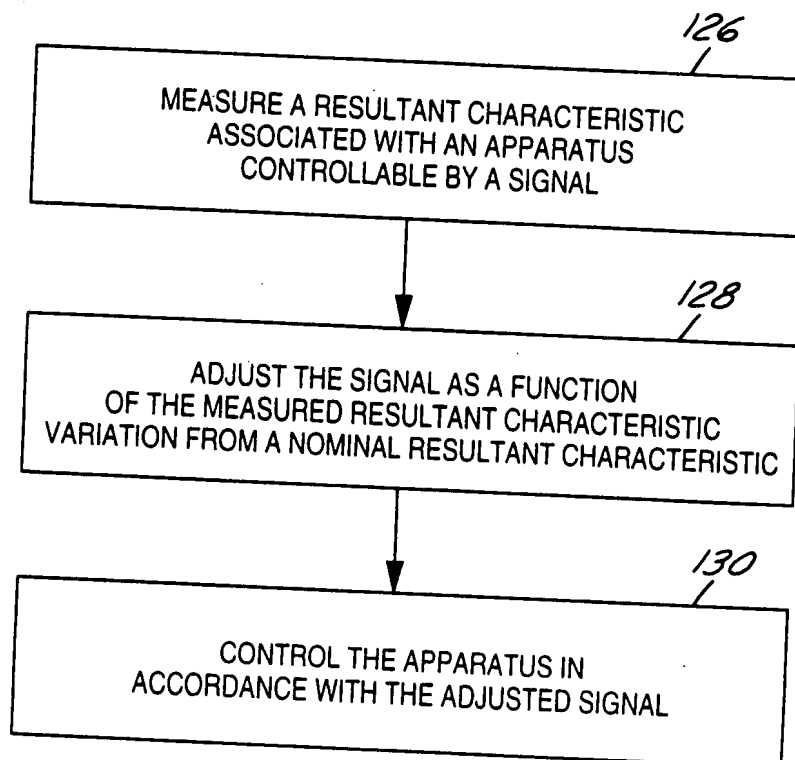 126
MEASURE A RESULTANT CHARACTERISTIC
ASSOCIATED WITH AN APPARATUS
CONTROLLABLE BY A SIGNAL
128
ADJUST THE SIGNAL AS A FUNCTION
OF THE MEASURED RESULTANT CHARACTERISTIC
VARIATION FROM A NOMINAL RESULTANT CHARACTERISTIC
130
CONTROL THE APPARATUS IN
ACCORDANCE WITH THE ADJUSTED SIGNAL